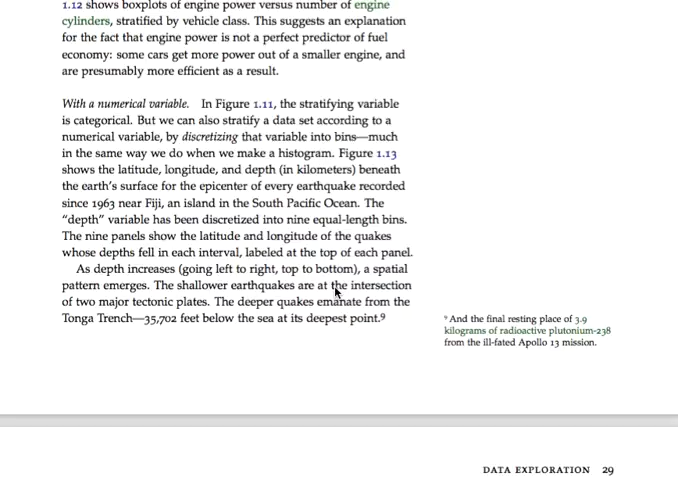 1.12 shows boxplots of engine power versus number of engine
cylinders, stratified by vehicle class. This suggests an explanation
for the fact that engine power is not a perfect predictor of fuel
economy: some cars get more power out of a smaller engine, and
are presumably more efficient as a result.
With a numerical variable. In Figure 1.11, the stratifying variable
is categorical. But we can also stratify a data set according to a
numerical variable, by discretizing that variable into bins—much
in the same way we do when we make a histogram. Figure 1.13
shows the latitude, longitude, and depth (in kilometers) beneath
the earth's surface for the epicenter of every earthquake recorded
since 1963 near Fiji, an island in the South Pacific Ocean. The
"depth" variable has been discretized into nine equal-length bins.
The nine panels show the latitude and longitude of the quakes
whose depths fell in each interval, labeled at the top of each panel.
As depth increases (going left to right, top to bottom), a spatial
pattern emerges. The shallower earthquakes are at the intersection
of two major tectonic plates. The deeper quakes emanate from the
Tonga Trench—35,702 feet below the sea at its deepest point.9
9 And the final resting place of 3.9
kilograms of radioactive plutonium-238
from the ill-fated Apollo 13 mission.
DATA EXPLORATION 29